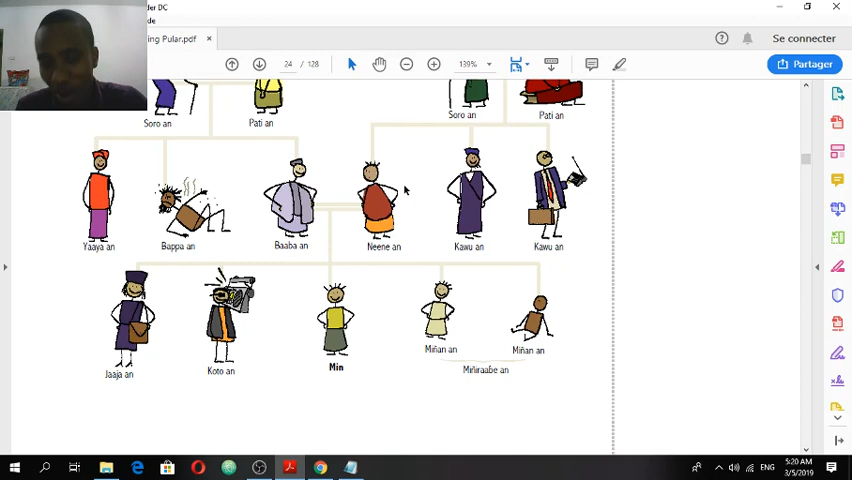 der DC
de
ing Pular.
Se connecter
24 / 128
139%
Partager
Soro an
Pati an
Soro an
Pati an
Yaaya an
Bappa an
Baaba an
Neene an
Kawu an
Kawu an
Jaaja an
Koto an
Min
Miñan an
Miñan an
Miñiraaɓe an
ENG
5:20 AM
3/5/2019